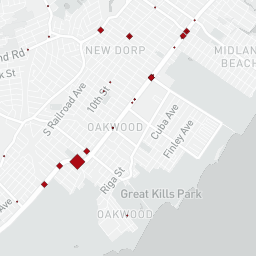 NEW DORP
MIDLAN
BEACH
nd Rd
k St
S Railroad Ave
10th St
OAKWOOD
Cuba Ave
Finley Ave
Riga St
Great Kills Park
OAKWOOD
Ave